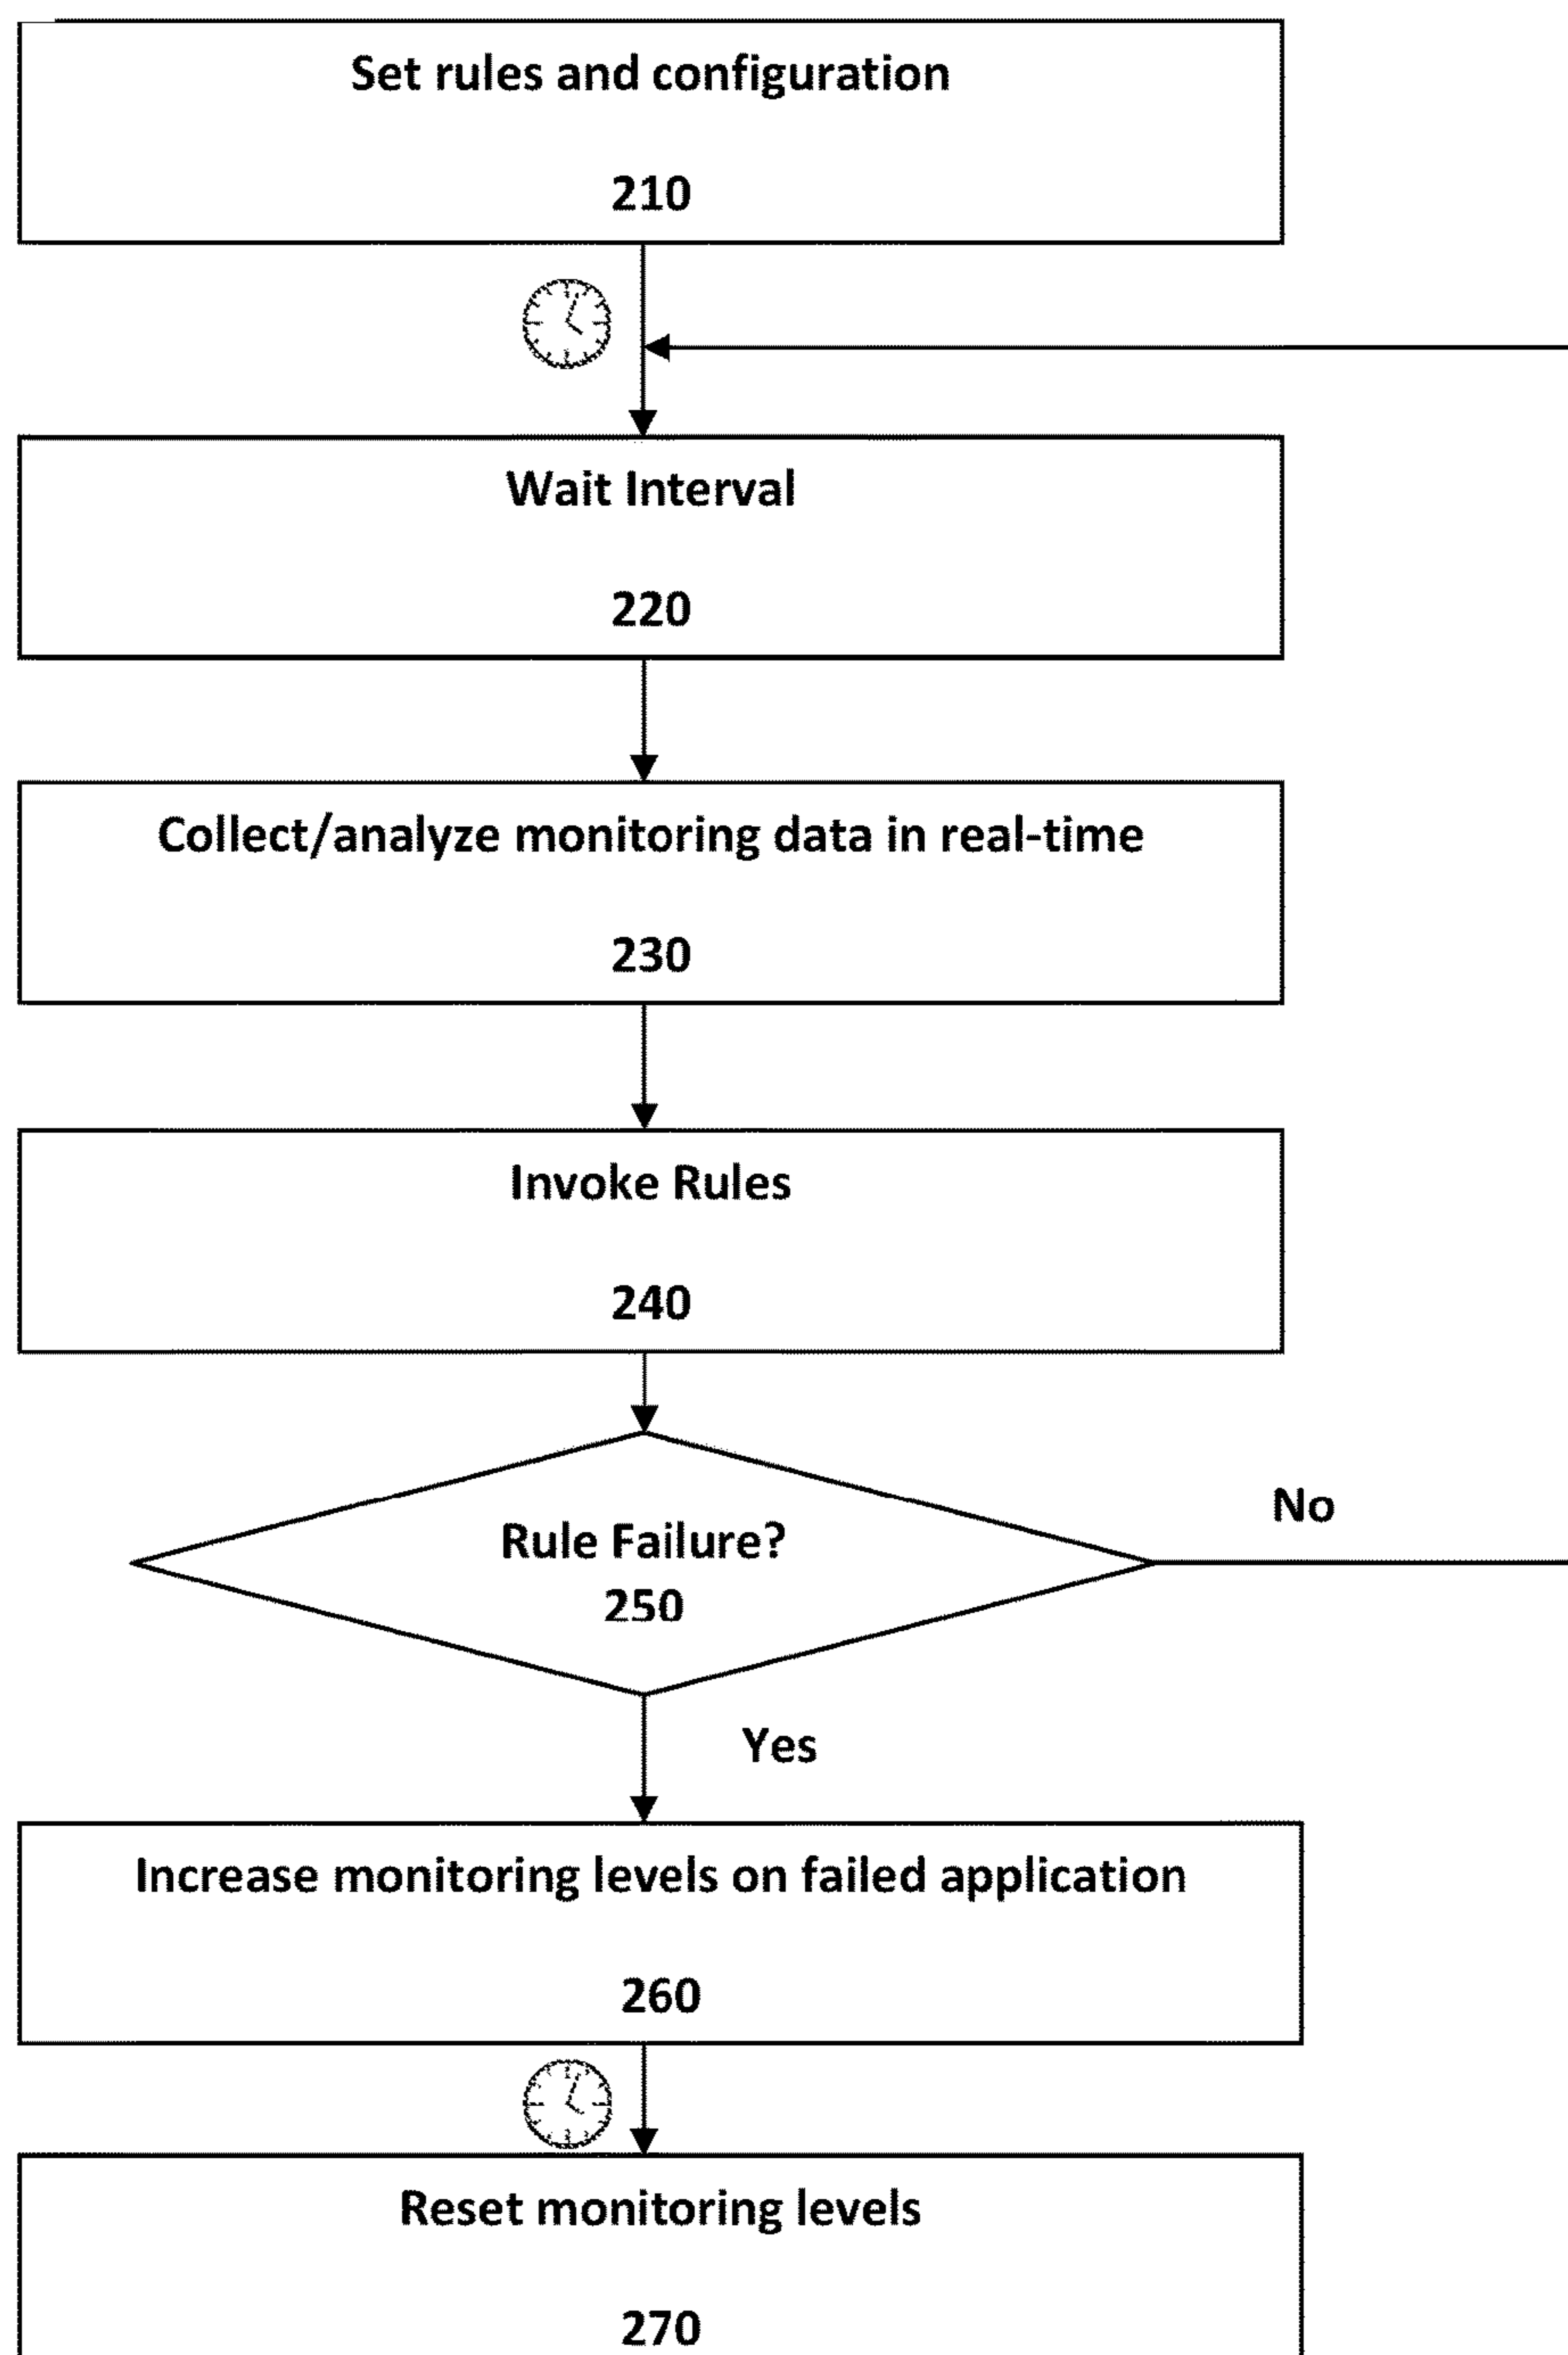 Set rules and configuration
210
Wait Interval
220
Collect/analyze monitoring data in real-time
230
Invoke Rules
240
Rule Failure?
250
No
Yes
Increase monitoring levels on failed application
260
Reset monitoring levels
270